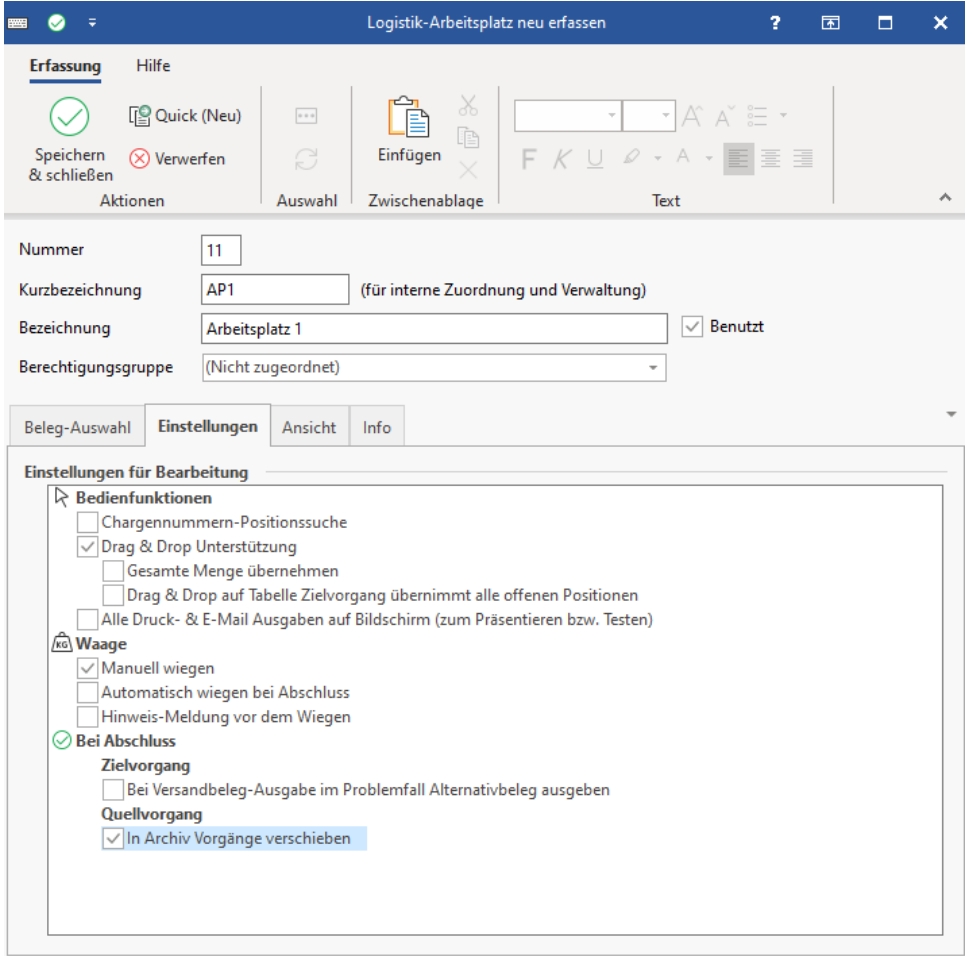 Logistik-Arbeitsplatz neu erfassen ?
Erfassung Hilfe
Speichern & schließen
Quick (Neu)
Verwerfen
Einfügen
F K U A
Aktionen Auswahl Zwischenablage Text
Nummer 11
Kurzbezeichnung AP1 (für interne Zuordnung und Verwaltung)
Bezeichnung Arbeitsplatz 1 Benutzt
Berechtigungsgruppe (Nicht zugeordnet)
Beleg-Auswahl Einstellungen Ansicht Info
Einstellungen für Bearbeitung
Bedienfunktionen
Chargennummern-Positionssuche
Drag & Drop Unterstützung
Gesamte Menge übernehmen
Drag & Drop auf Tabelle Zielvorgang übernimmt alle offenen Positionen
Alle Druck- & E-Mail Ausgaben auf Bildschirm (zum Präsentieren bzw. Testen)
KG Waage
Manuell wiegen
Automatisch wiegen bei Abschluss
Hinweis-Meldung vor dem Wiegen
Bei Abschluss
Zielvorgang
Bei Versandbeleg-Ausgabe im Problemfall Alternativbeleg ausgeben
Quellvorgang
In Archiv Vorgänge verschieben